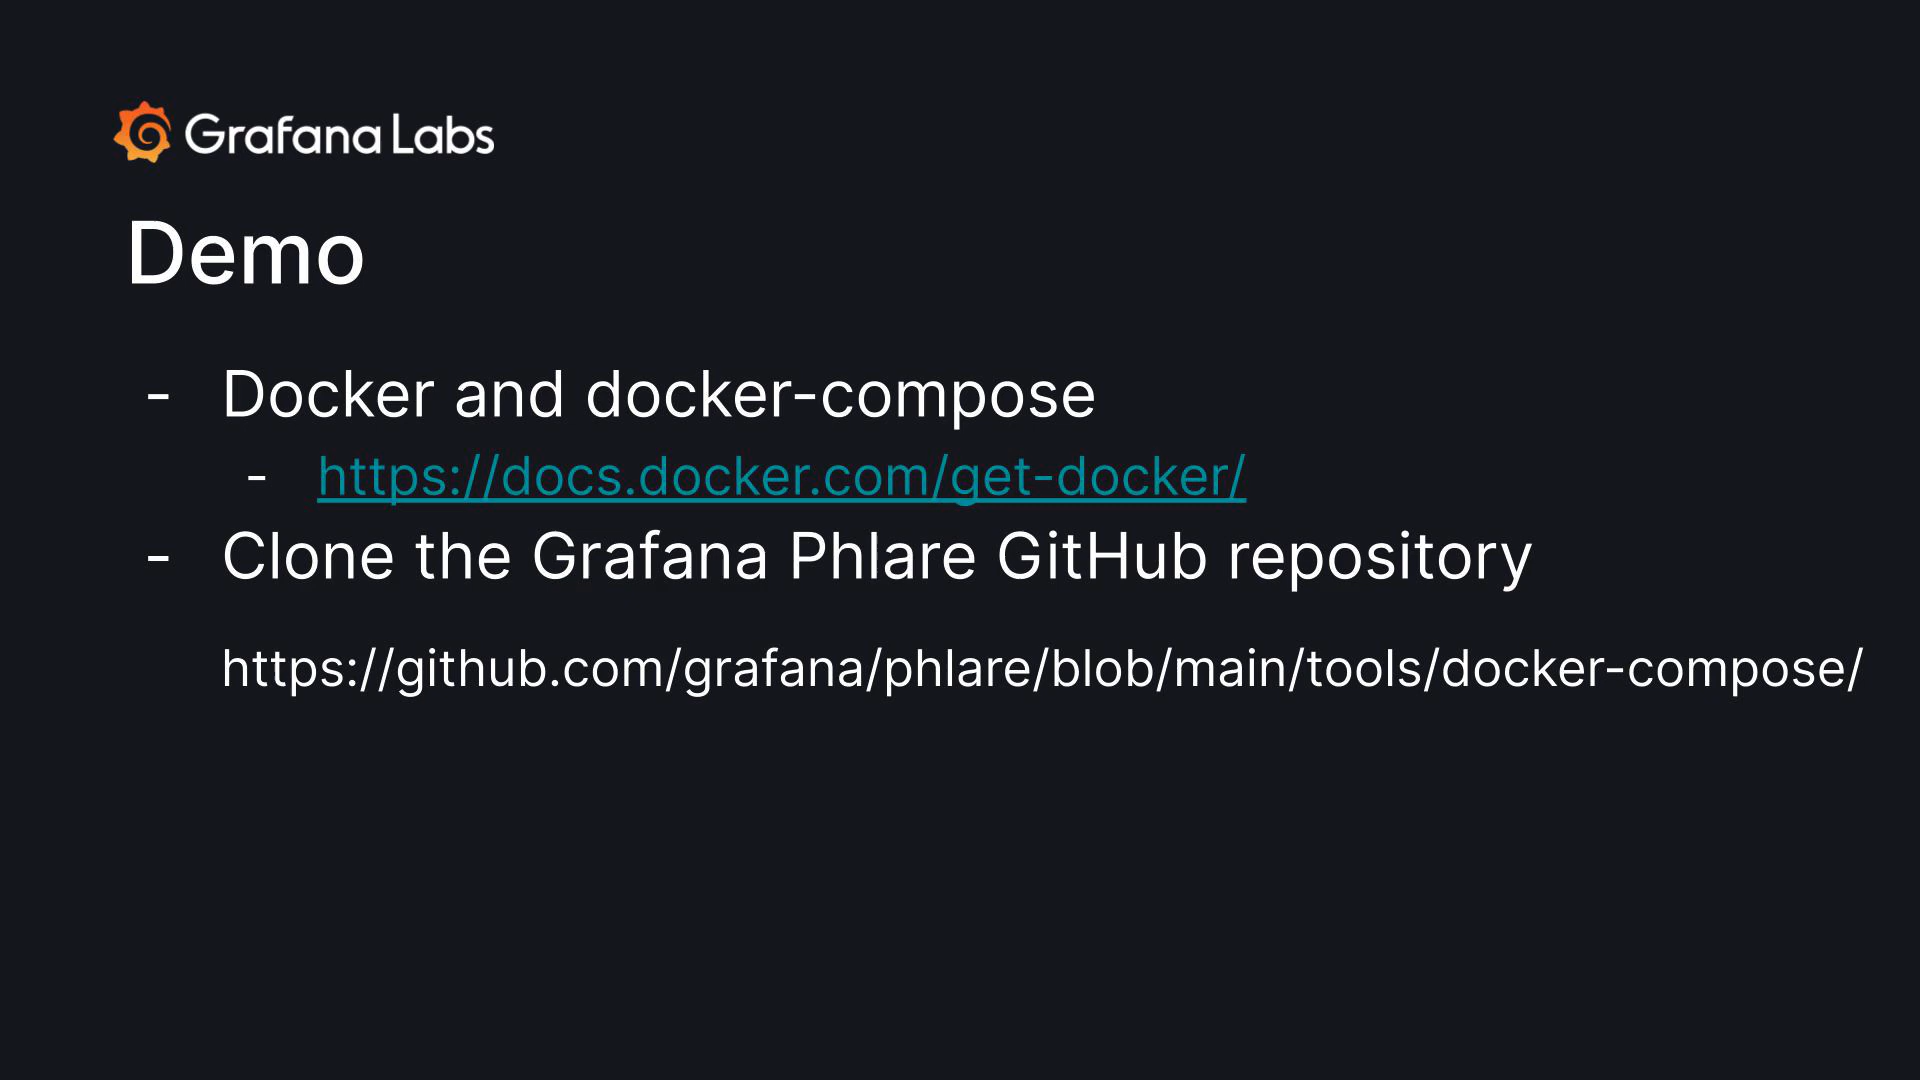 Grafana Labs
Demo
- Docker and docker-compose
- https://docs.docker.com/get-docker/
- Clone the Grafana Phlare GitHub repository
https://github.com/grafana/phlare/blob/main/tools/docker-compose/